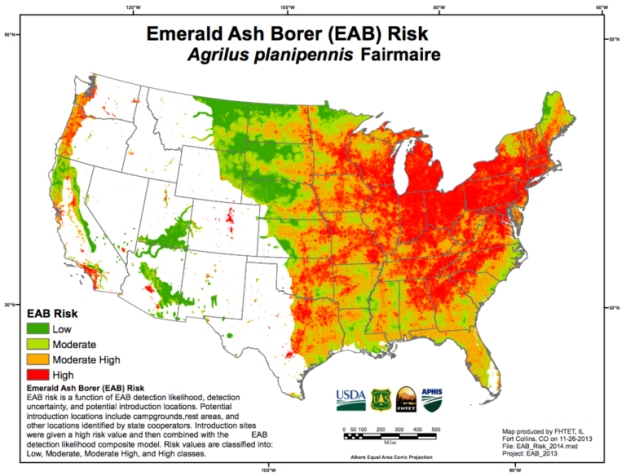 120°W
100°W
80°W
60°W
Emerald Ash Borer (EAB) Risk
Agrilus planipennis Fairmaire
50°N
30°N
30°N
EAB Risk
Low
Moderate
Moderate High
High
Emerald Ash Borer (EAB) Risk
EAB risk is a function of EAB detection likelihood, detection
uncertainty, and potential introduction locations. Potential
introduction locations include campgrounds,rest areas, and
other locations identified by state cooperators. Introduction sites
were given a high risk value and then combined with the EAB
detection likelihood composite model. Risk values are classified into:
Low, Moderate, Moderate High, and High classes.
USDA
FHTET
APHIS
0 50 100 200 300 400 500
Miles
Albers Equal Area Conic Projection
Map produced by FHTET, IL
Fort Collins, CO on 11-26-2013
File: EAB_Risk_2014.mxd
Project: EAB_2013
100°W